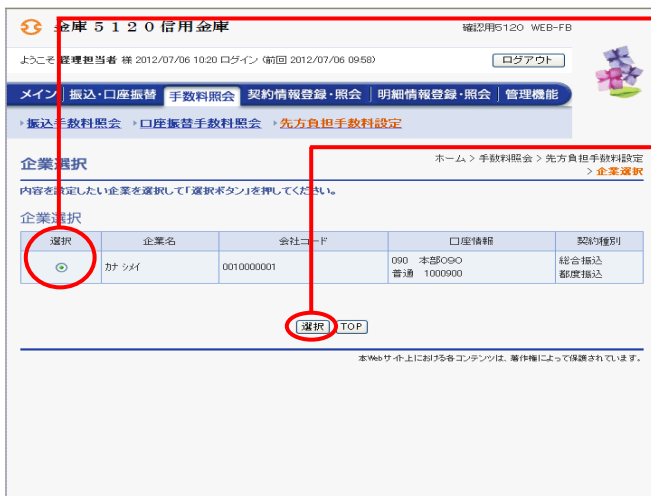 金庫５１２０信用金庫
確認用5120 WEB-FB
ようこそ 経理担当者 様 2012/07/06 10:20 ログイン (前回 2012/07/06 09:58)
ログアウト
メイン 振込・口座振替 手数料照会 契約情報登録・照会 明細情報登録・照会 管理機能
振込手数料照会 口座振替手数料照会 先方負担手数料設定
企業選択
ホーム > 手数料照会 > 先方負担手数料設定
> 企業選択
内容を設定したい企業を選択して「選択ボタン」を押してください。
企業選択
選択 企業名 会社コード 口座情報 契約種別
カナ シメイ 0010000001 090 本部090 総合振込
普通 1000900 都度振込
選択 TOP
本Webサイト上における各コンテンツは、著作権によって保護されています。